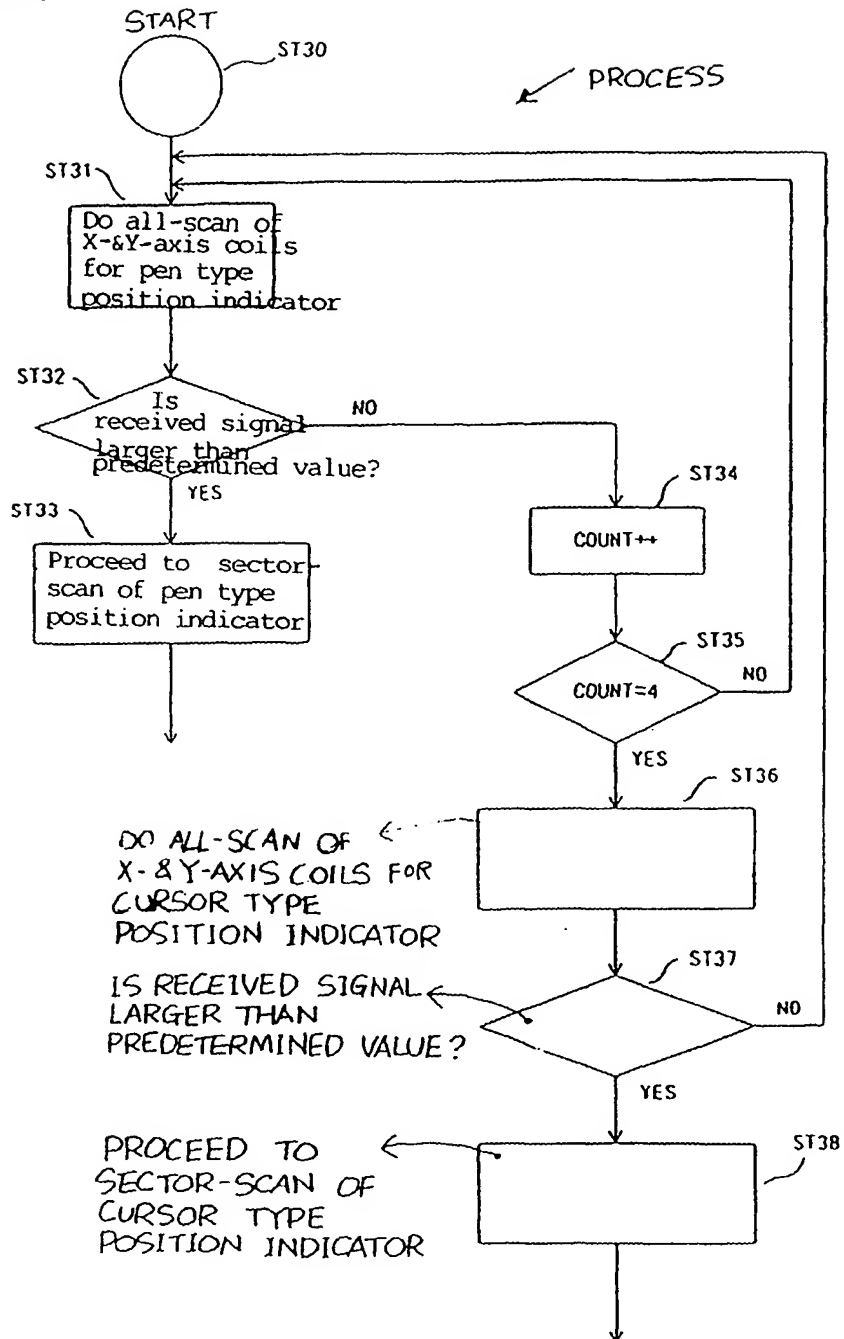 START
ST30
PROCESS
ST31
Do all-scan of
X-&Y-axis coils
for pen type
position indicator
ST32
Is
received signal
larger than
predetermined value?
NO
YES
ST33
Proceed to sector-
scan of pen type
position indicator
ST34
COUNT++
ST35
COUNT=4
NO
YES
ST36
DO ALL-SCAN OF
X-&Y-AXIS COILS FOR
CURSOR TYPE
POSITION INDICATOR
ST37
IS RECEIVED SIGNAL
LARGER THAN
PREDETERMINED VALUE?
NO
YES
ST38
PROCEED TO
SECTOR-SCAN OF
CURSOR TYPE
POSITION INDICATOR